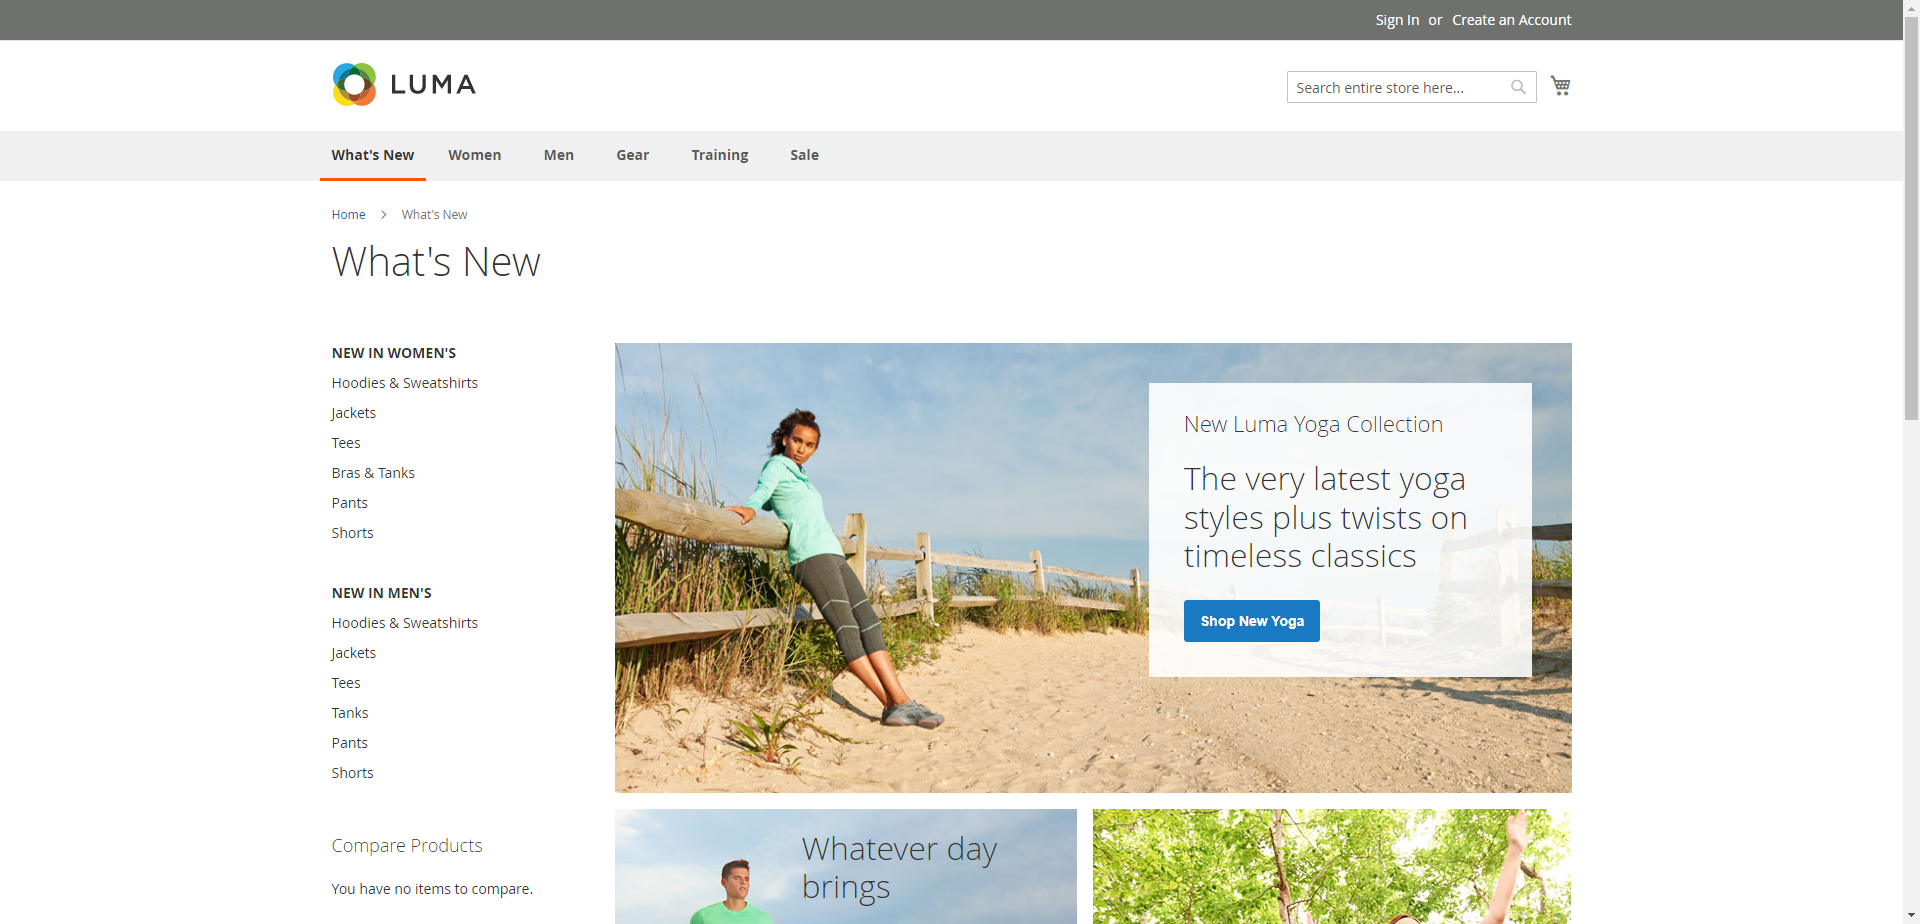 Sign In or Create an Account
LUMA
Search entire store here...
What's New Women Men Gear Training Sale
Home What's New
What's New
NEW IN WOMEN'S
Hoodies & Sweatshirts
Jackets
Tees
Bras & Tanks
Pants
Shorts
NEW IN MEN'S
Hoodies & Sweatshirts
Jackets
Tees
Tanks
Pants
Shorts
Compare Products
You have no items to compare.
New Luma Yoga Collection
The very latest yoga
styles plus twists on
timeless classics
Shop New Yoga
Whatever day
brings